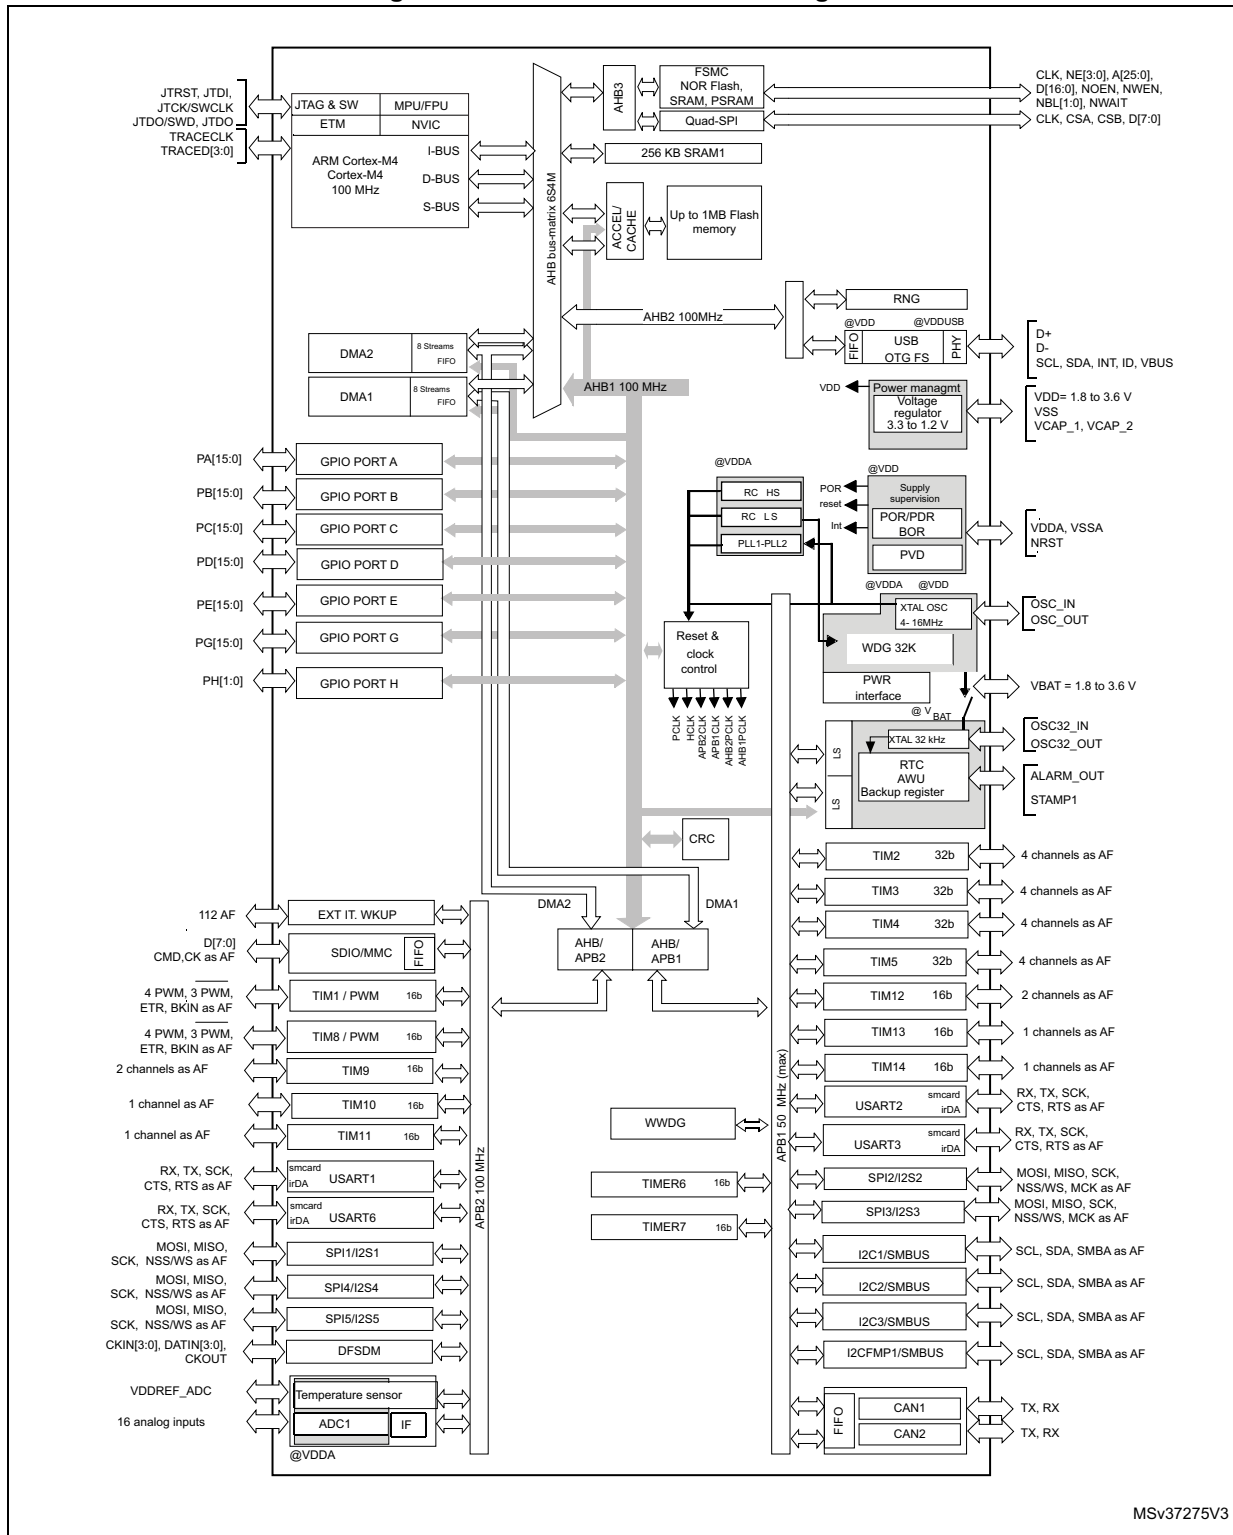 JTRST, JTDI,
JTCK/SWCLK
JTDO/SWD, JTDO
TRACECLK
TRACED[3:0]
JTAG & SW
MPU/FPU
ETM
NVIC
ARM Cortex-M4
Cortex-M4
100 MHz
I-BUS
D-BUS
S-BUS
AHB bus-matrix 6S4M
AHB3
FSMC
NOR Flash,
SRAM, PSRAM
Quad-SPI
CLK, NE[3:0], A[25:0],
D[16:0], NOEN, NWEN,
NBL[1:0], NWAIT
CLK, CSA, CSB, D[7:0]
256 KB SRAM1
ACCEL/
CACHE
Up to 1MB Flash
memory
AHB2 100MHz
RNG
@VDD
@VDDUSB
FIFO
USB
OTG FS
PHY
D+
D-
SCL, SDA, INT, ID, VBUS
DMA2
8 Streams
FIFO
DMA1
8 Streams
FIFO
AHB1 100 MHz
VDD
Power managmt
Voltage
regulator
3.3 to 1.2 V
VDD= 1.8 to 3.6 V
VSS
VCAP_1, VCAP_2
PA[15:0]
GPIO PORT A
PB[15:0]
GPIO PORT B
PC[15:0]
GPIO PORT C
PD[15:0]
GPIO PORT D
PE[15:0]
GPIO PORT E
PG[15:0]
GPIO PORT G
PH[1:0]
GPIO PORT H
@VDDA
RC HS
RC LS
PLL1-PLL2
@VDD
POR
reset
Int
Supply
supervision
POR/PDR
BOR
PVD
VDDA, VSSA
NRST
@VDDA
@VDD
XTAL OSC
4- 16MHz
OSC_IN
OSC_OUT
WDG 32K
PWR
interface
VBAT = 1.8 to 3.6 V
@ VBAT
Reset &
clock
control
PCLK
HCLK
APB2CLK
APB1CLK
AHB2PCLK
AHB1PCLK
LS
LS
XTAL 32 kHz
OSC32_IN
OSC32_OUT
RTC
AWU
Backup register
ALARM_OUT
STAMP1
CRC
DMA2
DMA1
AHB/
APB2
AHB/
APB1
112 AF
EXT IT. WKUP
D[7:0]
CMD,CK as AF
SDIO/MMC
FIFO
4 PWM, 3 PWM,
ETR, BKIN as AF
TIM1 / PWM 16b
4 PWM, 3 PWM,
ETR, BKIN as AF
TIM8 / PWM 16b
2 channels as AF
TIM9 16b
1 channel as AF
TIM10 16b
1 channel as AF
TIM11 16b
RX, TX, SCK,
CTS, RTS as AF
smcard
irDA USART1
RX, TX, SCK,
CTS, RTS as AF
smcard
irDA USART6
MOSI, MISO,
SCK, NSS/WS as AF
SPI1/I2S1
MOSI, MISO,
SCK, NSS/WS as AF
SPI4/I2S4
MOSI, MISO,
SCK, NSS/WS as AF
SPI5/I2S5
CKIN[3:0], DATIN[3:0],
CKOUT
DFSDM
VDDREF_ADC
Temperature sensor
16 analog inputs
ADC1
IF
@VDDA
APB2 100 MHz
WWDG
TIMER6 16b
TIMER7 16b
APB1 50 MHz (max)
TIM2 32b
4 channels as AF
TIM3 32b
4 channels as AF
TIM4 32b
4 channels as AF
TIM5 32b
4 channels as AF
TIM12 16b
2 channels as AF
TIM13 16b
1 channels as AF
TIM14 16b
1 channels as AF
USART2
smcard
irDA
RX, TX, SCK,
CTS, RTS as AF
USART3
smcard
irDA
RX, TX, SCK,
CTS, RTS as AF
SPI2/I2S2
MOSI, MISO, SCK,
NSS/WS, MCK as AF
SPI3/I2S3
MOSI, MISO, SCK,
NSS/WS, MCK as AF
I2C1/SMBUS
SCL, SDA, SMBA as AF
I2C2/SMBUS
SCL, SDA, SMBA as AF
I2C3/SMBUS
SCL, SDA, SMBA as AF
I2CFMP1/SMBUS
SCL, SDA, SMBA as AF
FIFO
CAN1
TX, RX
CAN2
TX, RX
MSv37275V3